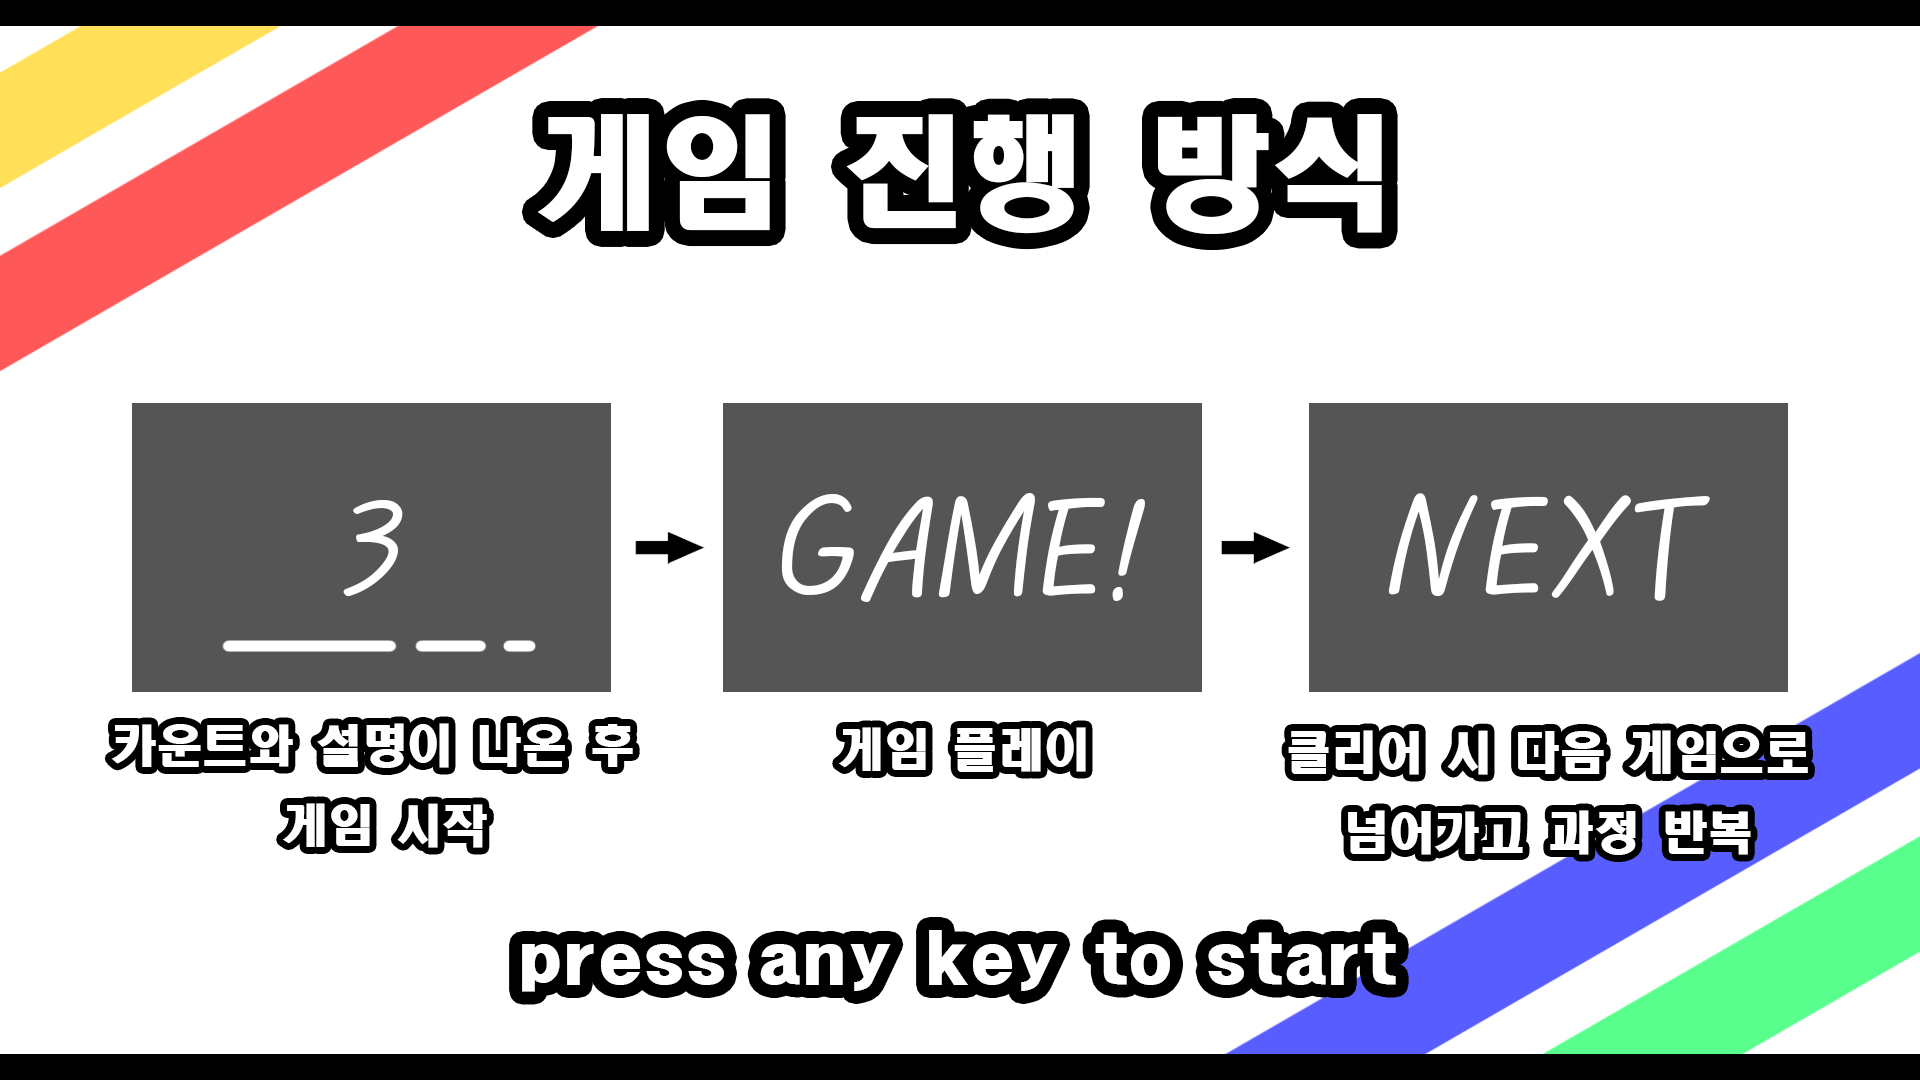 게임 진행 방식
3
GAME!
NEXT
카운트와 설명이 나온 후
게임 시작
게임 플레이
클리어 시 다음 게임으로
넘어가고 과정 반복
press any key to start